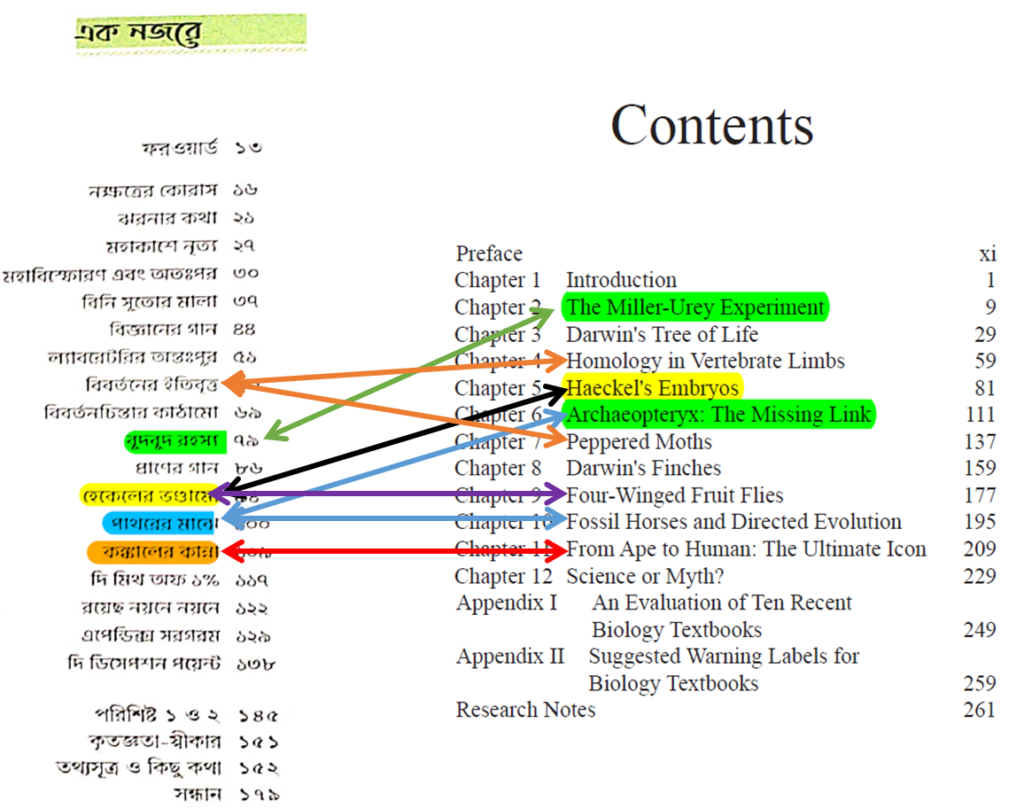 এক নজরে
ফরওয়ার্ড ১৩
নক্ষত্রের কোরাস ১৬
ঝরনার কথা ২১
মহাকাশে নৃত্য ২৭
মহাবিস্ফোরণ এবং অতঃপর ৩০
বিনি সুতোর মালা ৩৭
বিজ্ঞানের গান ৪৪
ল্যাবরেটরির অন্তঃপুর ৫১
বিবর্তনের ইতিবৃত্ত
বিবর্তনচিন্তার কাঠামো ৬৯
বুদবুদ রহস্য ৭৯
প্রাণের গান ৮৬
হেকেলের ভণ্ডামো
পাথরের মাঝে ১০০
কঙ্কালের কান্না
দি মিথ অফ ১% ১১৭
রয়েছ নয়নে নয়নে ১২২
এপেন্ডিক্স সরগরম ১২৯
দি ডিসেপশন পয়েন্ট ১৩৮
পরিশিষ্ট ১ ও ২ ১৪৫
কৃতজ্ঞতা-স্বীকার ১৫১
তথ্যসূত্র ও কিছু কথা ১৫২
সন্ধান ১৭৯
Contents
Preface xi
Chapter 1 Introduction 1
Chapter 2 The Miller-Urey Experiment 9
Chapter 3 Darwin's Tree of Life 29
Chapter 4 Homology in Vertebrate Limbs 59
Chapter 5 Haeckel's Embryos 81
Chapter 6 Archaeopteryx: The Missing Link 111
Chapter 7 Peppered Moths 137
Chapter 8 Darwin's Finches 159
Chapter 9 Four-Winged Fruit Flies 177
Chapter 10 Fossil Horses and Directed Evolution 195
Chapter 11 From Ape to Human: The Ultimate Icon 209
Chapter 12 Science or Myth? 229
Appendix I An Evaluation of Ten Recent
Biology Textbooks 249
Appendix II Suggested Warning Labels for
Biology Textbooks 259
Research Notes 261